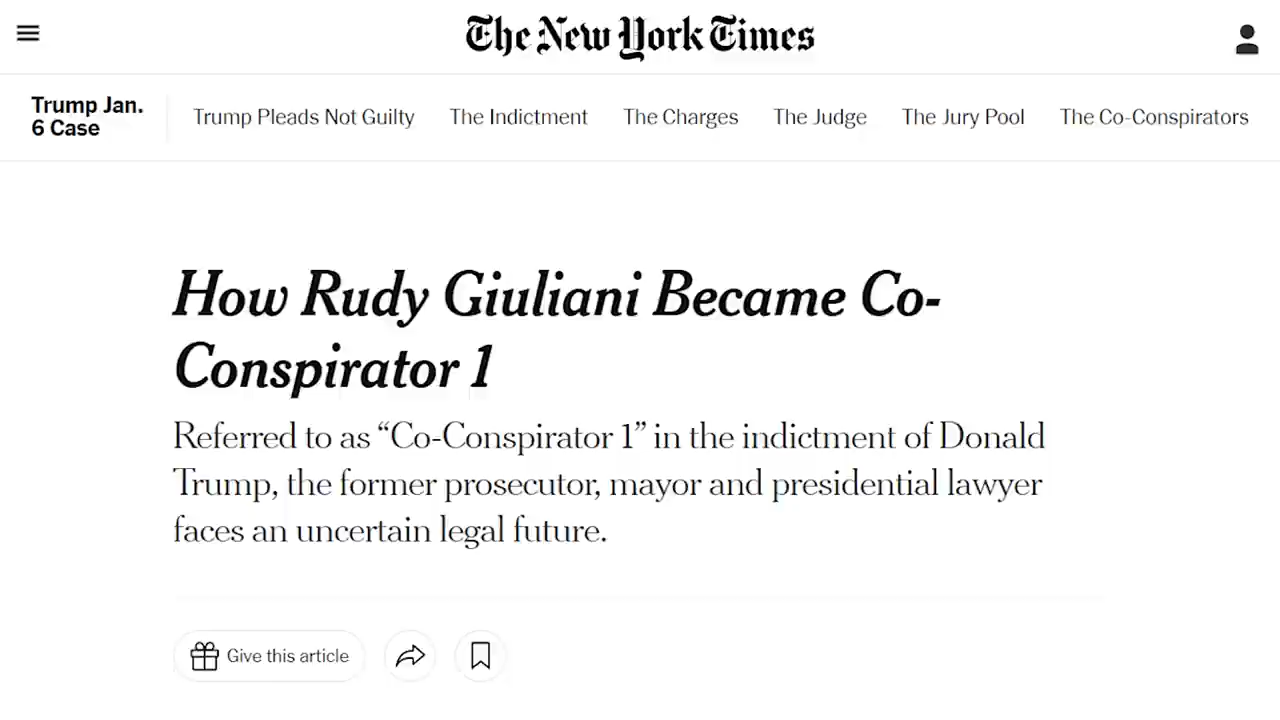 The New York Times
Trump Jan.
6 Case
Trump Pleads Not Guilty
The Indictment
The Charges
The Judge
The Jury Pool
The Co-Conspirators
How Rudy Giuliani Became Co-
Conspirator 1
Referred to as “Co-Conspirator 1” in the indictment of Donald
Trump, the former prosecutor, mayor and presidential lawyer
faces an uncertain legal future.
Give this article